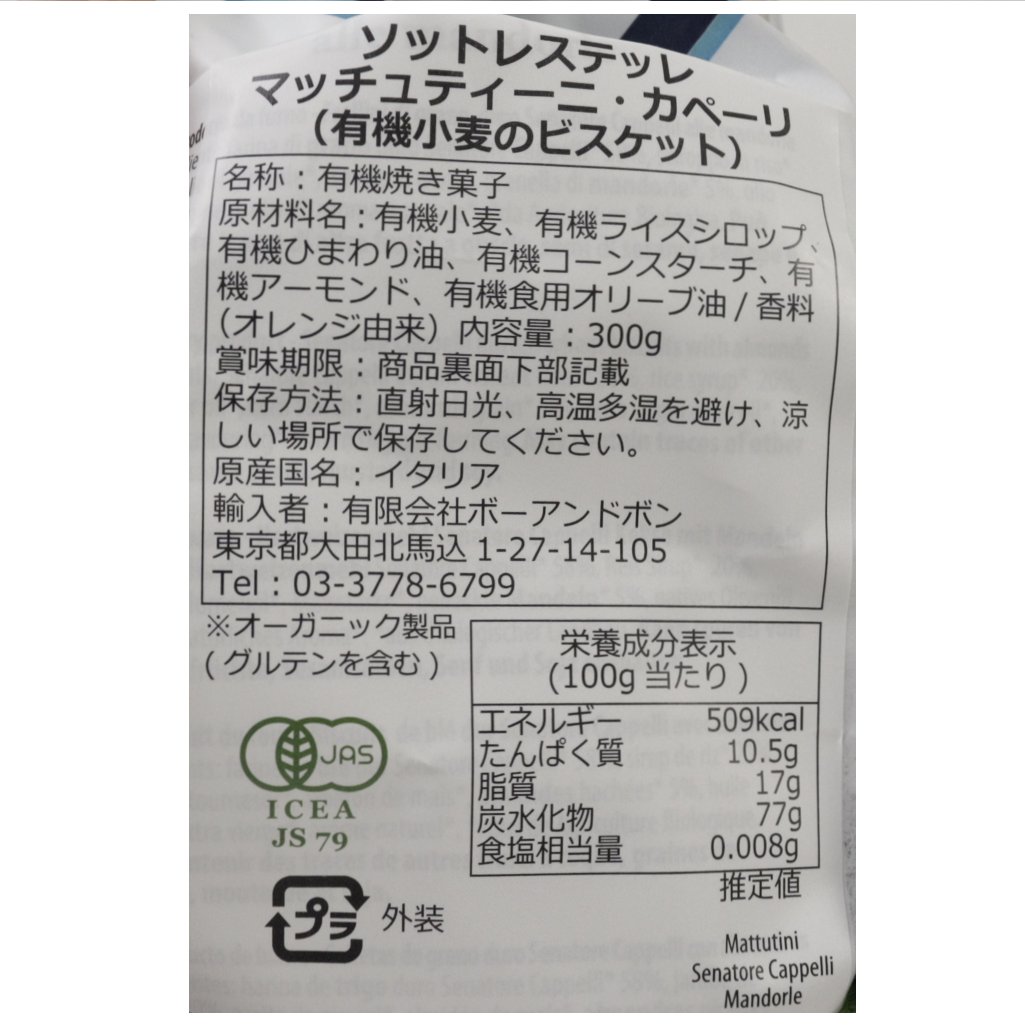 ソットレステッレ
マッチュティーニ・カペーリ
（有機小麦のビスケット）
名称：有機焼き菓子
原材料名：有機小麦、有機ライスシロップ、
有機ひまわり油、有機コーンスターチ、有
機アーモンド、有機食用オリーブ油 / 香料
（オレンジ由来）内容量：300g
賞味期限：商品裏面下部記載
保存方法：直射日光、高温多湿を避け、涼
しい場所で保存してください。
原産国名：イタリア
輸入者：有限会社ボーアンドボン
東京都大田北馬込 1-27-14-105
Tel：03-3778-6799
※オーガニック製品
(グルテンを含む)
栄養成分表示
(100g 当たり)
エネルギー 509kcal
たんぱく質 10.5g
脂質 17g
炭水化物 77g
食塩相当量 0.008g
推定値
JAS
ICEA
JS 79
プラ 外装
Mattutini
Senatore Cappelli
Mandorle